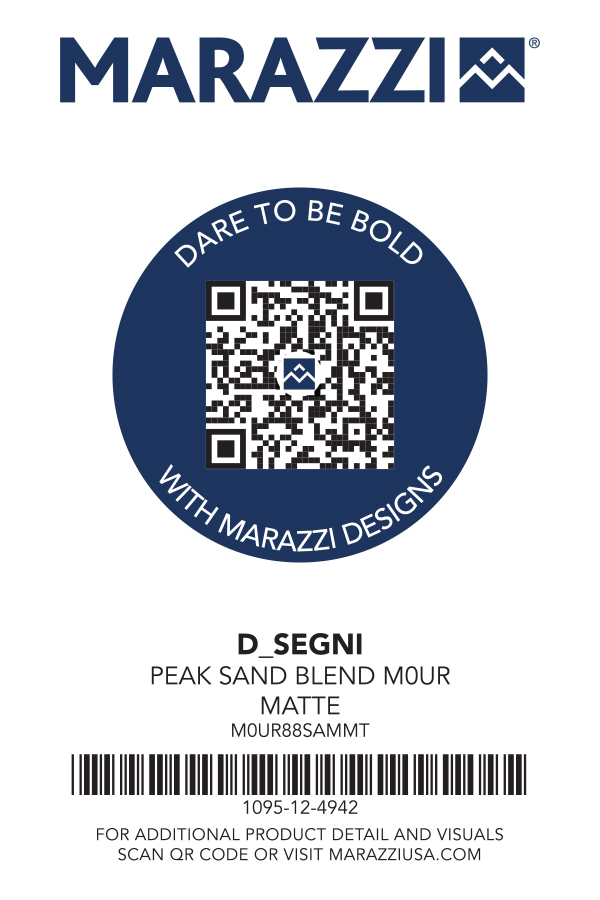 MARAZZI®
DARE TO BE BOLD
WITH MARAZZI DESIGNS
D_SEGNI
PEAK SAND BLEND M0UR
MATTE
M0UR88SAMMT
1095-12-4942
FOR ADDITIONAL PRODUCT DETAIL AND VISUALS
SCAN QR CODE OR VISIT MARAZZIUSA.COM